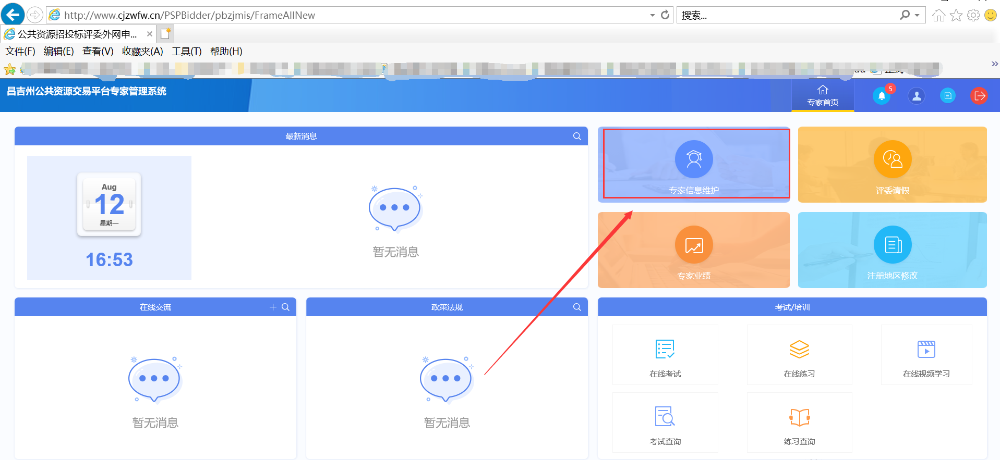 http://www.cjzwfw.cn/PSPBidder/pbzjmis/FrameAllNew
搜索...
公共资源招投标评委外网申...
文件(F) 编辑(E) 查看(V) 收藏夹(A) 工具(T) 帮助(H)
昌吉州公共资源交易平台专家管理系统
专家首页
5
最新消息
Aug
12
星期一
16:53
暂无消息
专家信息维护
评委请假
专家业绩
注册地区修改
在线交流
暂无消息
政策法规
暂无消息
考试/培训
在线考试
在线练习
在线视频学习
考试查询
练习查询